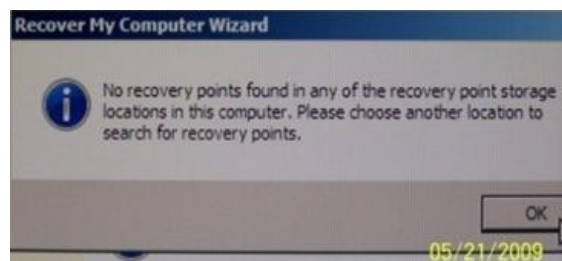 Recover My Computer Wizard
No recovery points found in any of the recovery point storage
locations in this computer. Please choose another location to
search for recovery points.
OK
05/21/2009